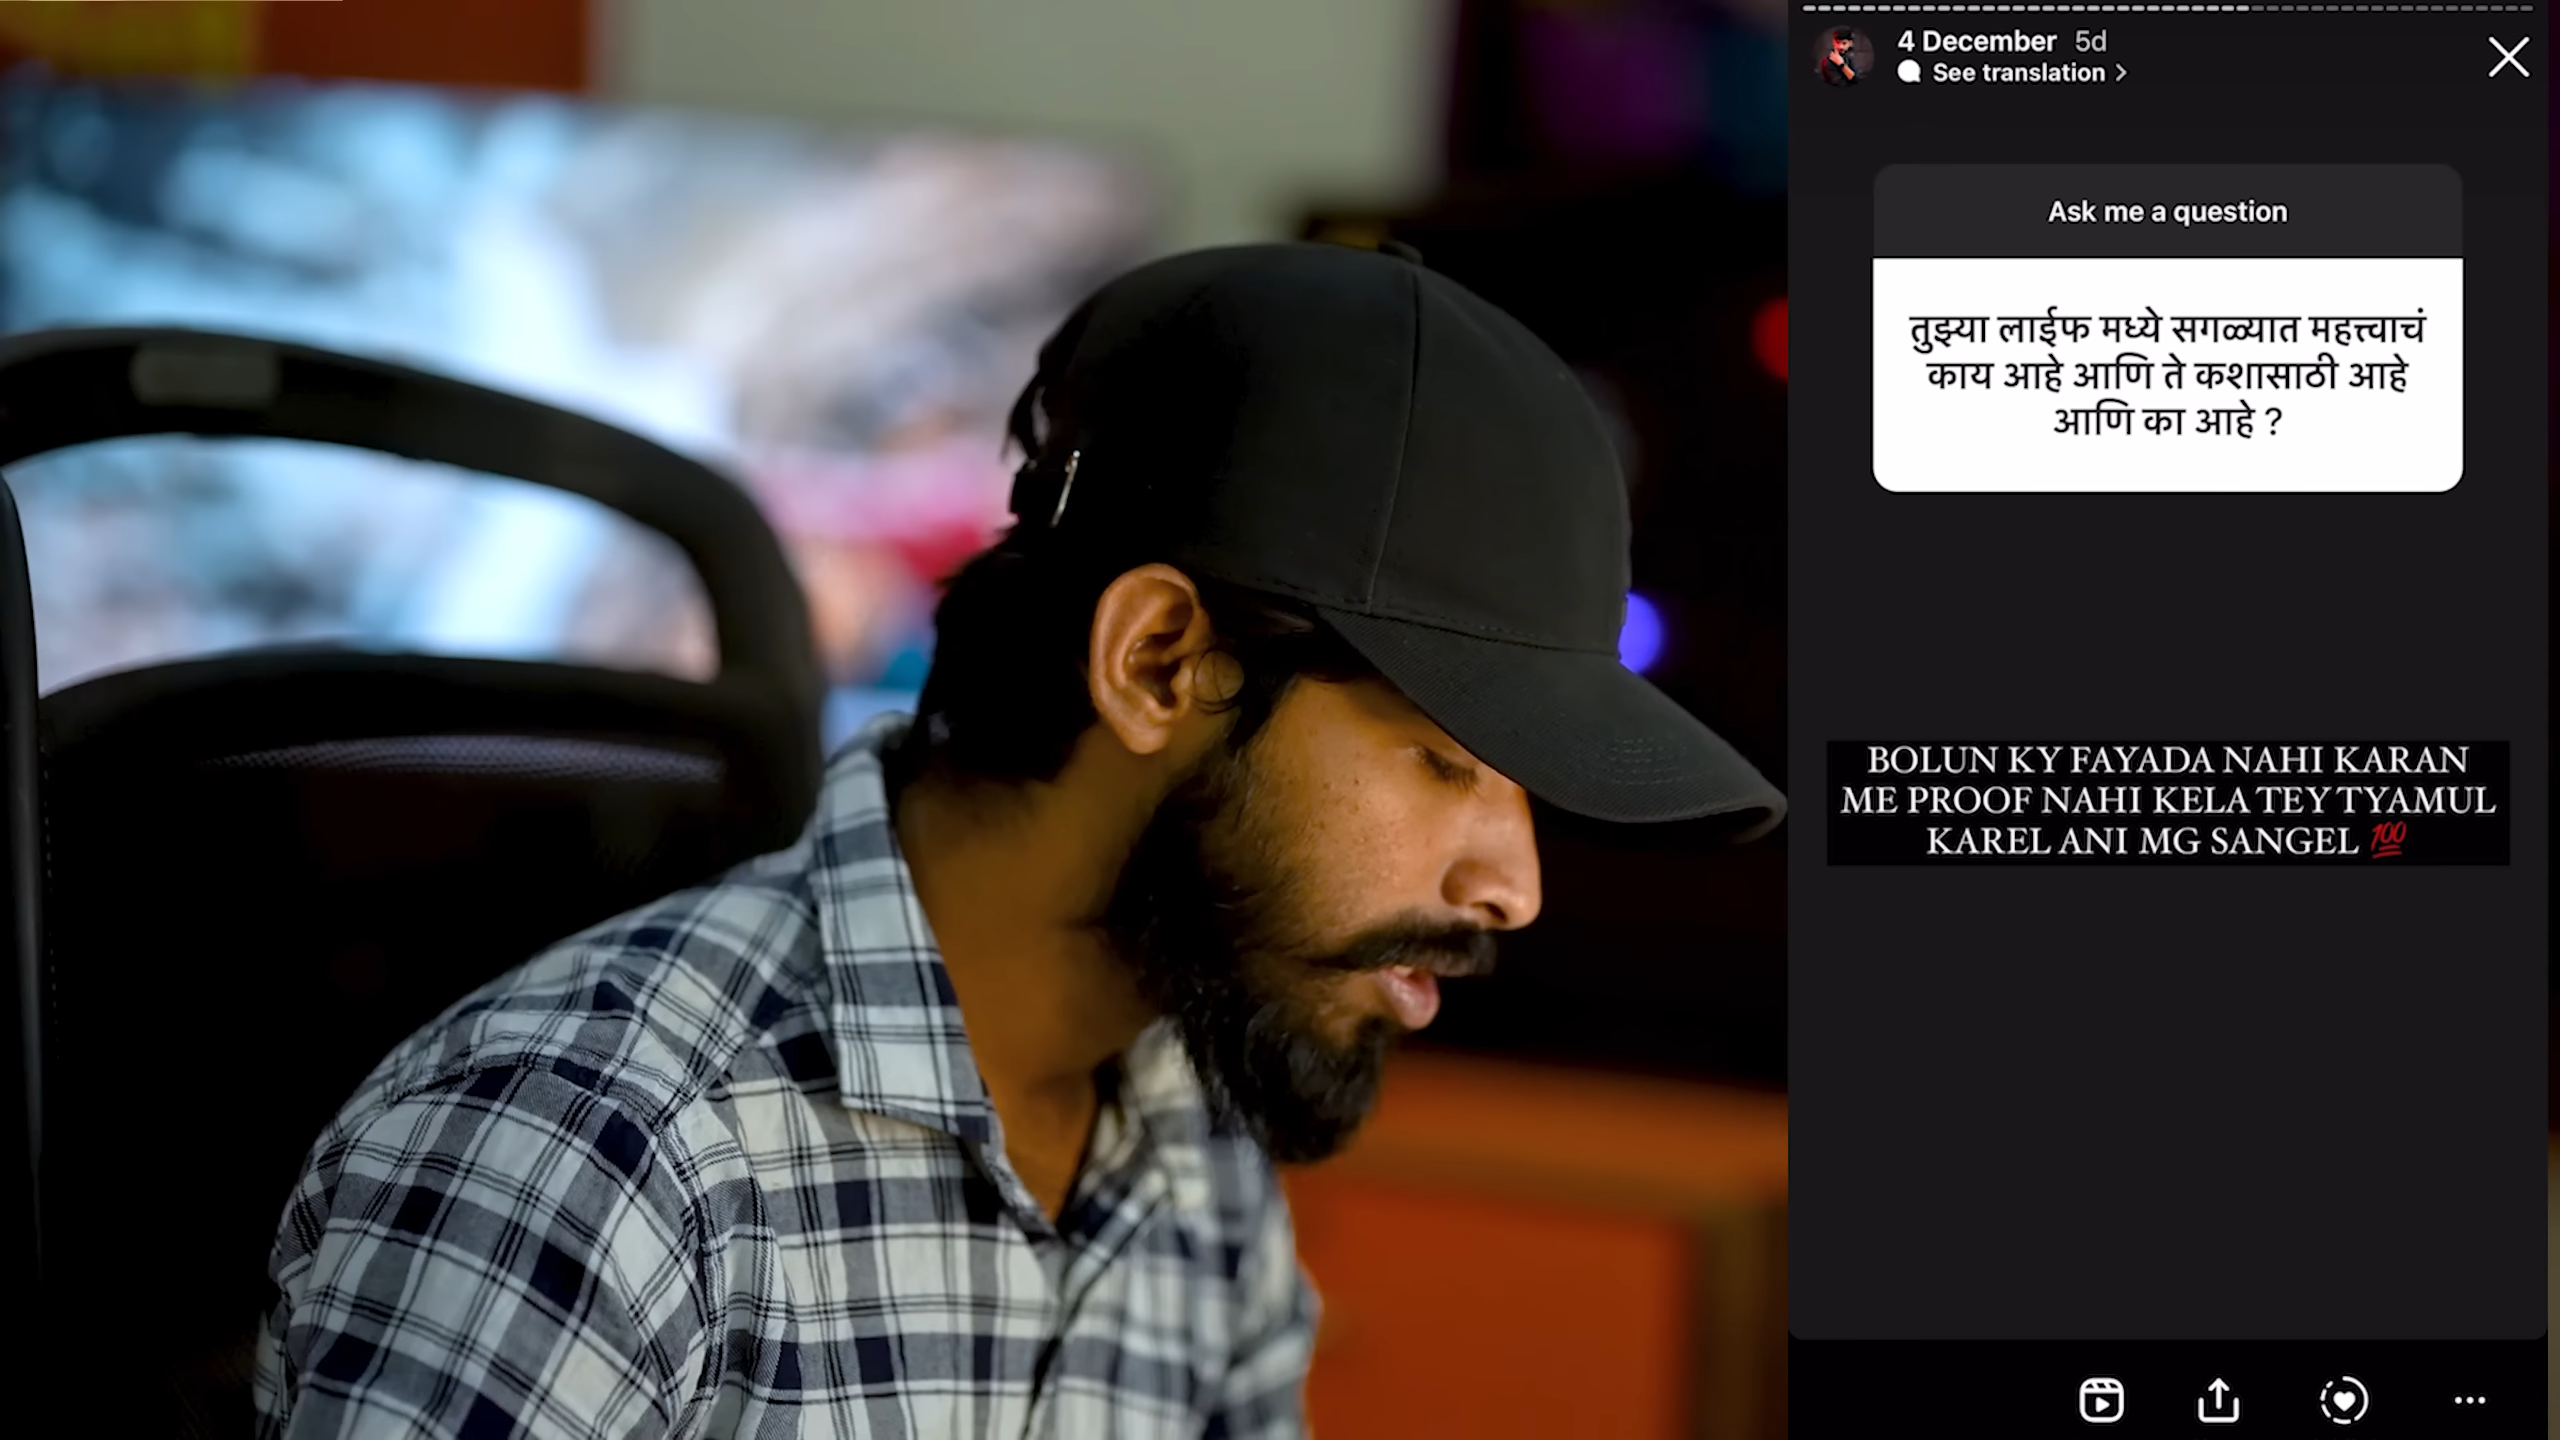 4 December 5d
See translation >
Ask me a question
तुझ्या लाईफ मध्ये सगळ्यात महत्त्वाचं
काय आहे आणि ते कशासाठी आहे
आणि का आहे ?
BOLUN KY FAYADA NAHI KARAN
ME PROOF NAHI KELA TEY TYAMUL
KAREL ANI MG SANGEL 💯